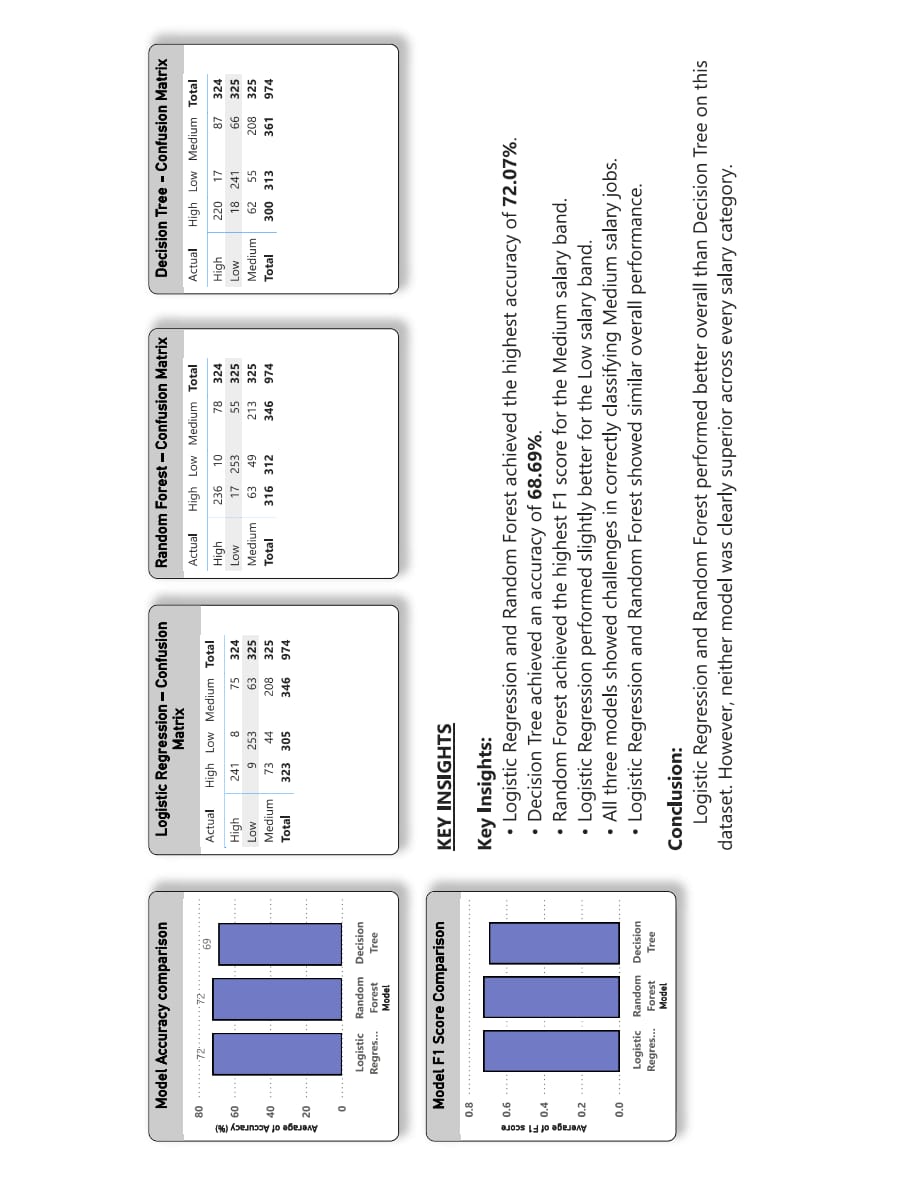 Model Accuracy comparison
80
60
40
20
0
Average of Accuracy (%)
72
72
69
Logistic Regres...
Random Forest
Decision Tree
Model
Logistic Regression – Confusion
Matrix
Actual High Low Medium Total
High 241 8 75 324
Low 9 253 63 325
Medium 73 44 208 325
Total 323 305 346 974
Random Forest – Confusion Matrix
Actual High Low Medium Total
High 236 10 78 324
Low 17 253 55 325
Medium 63 49 213 325
Total 316 312 346 974
Decision Tree - Confusion Matrix
Actual High Low Medium Total
High 220 17 87 324
Low 18 241 66 325
Medium 62 55 208 325
Total 300 313 361 974
Model F1 Score Comparison
0.8
0.6
0.4
0.2
0.0
Average of F1 score
Logistic Regres...
Random Forest
Decision Tree
Model
KEY INSIGHTS
Key Insights:
• Logistic Regression and Random Forest achieved the highest accuracy of 72.07%.
• Decision Tree achieved an accuracy of 68.69%.
• Random Forest achieved the highest F1 score for the Medium salary band.
• Logistic Regression performed slightly better for the Low salary band.
• All three models showed challenges in correctly classifying Medium salary jobs.
• Logistic Regression and Random Forest showed similar overall performance.
Conclusion:
Logistic Regression and Random Forest performed better overall than Decision Tree on this
dataset. However, neither model was clearly superior across every salary category.